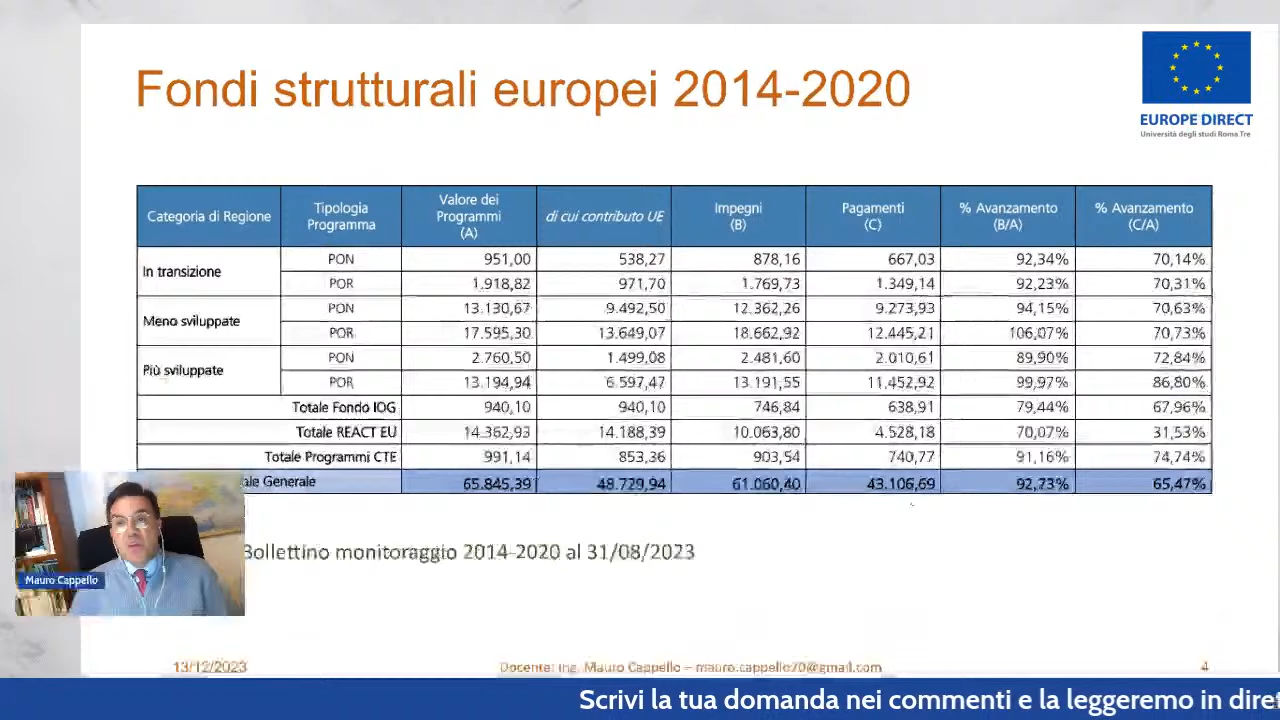 Fondi strutturali europei 2014-2020
EUROPE DIRECT
Università degli studi Roma Tre
Categoria di Regione | Tipologia Programma | Valore dei Programmi (A) | di cui contributo UE | Impegni (B) | Pagamenti (C) | % Avanzamento (B/A) | % Avanzamento (C/A)
In transizione | PON | 951,00 | 538,27 | 878,16 | 667,03 | 92,34% | 70,14%
POR | 1.918,82 | 971,70 | 1.769,73 | 1.349,14 | 92,23% | 70,31%
Meno sviluppate | PON | 13.130,67 | 9.492,50 | 12.362,26 | 9.273,93 | 94,15% | 70,63%
POR | 17.595,30 | 13.649,07 | 18.662,92 | 12.445,21 | 106,07% | 70,73%
Più sviluppate | PON | 2.760,50 | 1.499,08 | 2.481,60 | 2.010,61 | 89,90% | 72,84%
POR | 13.194,94 | 6.597,47 | 13.191,55 | 11.452,92 | 99,97% | 86,80%
Totale Fondo IOG | 940,10 | 940,10 | 746,84 | 638,91 | 79,44% | 67,96%
Totale REACT EU | 14.362,93 | 14.188,39 | 10.063,80 | 4.528,18 | 70,07% | 31,53%
Totale Programmi CTE | 991,14 | 853,36 | 903,54 | 740,77 | 91,16% | 74,74%
ale Generale | 65.845,39 | 48.729,94 | 61.060,40 | 43.106,69 | 92,73% | 65,47%
Bollettino monitoraggio 2014-2020 al 31/08/2023
Mauro Cappello
13/12/2023
Docente: ing. Mauro Cappello – mauro.cappello70@gmail.com
4
Scrivi la tua domanda nei commenti e la leggeremo in dire